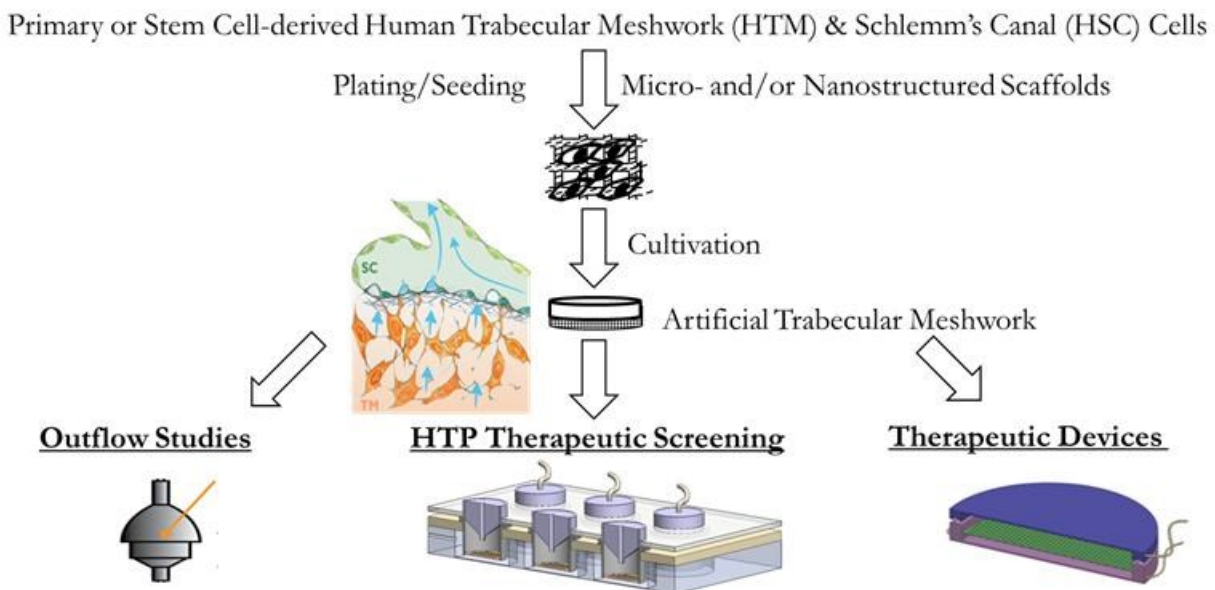 Primary or Stem Cell-derived Human Trabecular Meshwork (HTM) & Schlemm's Canal (HSC) Cells
Plating/Seeding
Micro- and/or Nanostructured Scaffolds
Cultivation
SC
Artificial Trabecular Meshwork
TM
Outflow Studies
HTP Therapeutic Screening
Therapeutic Devices